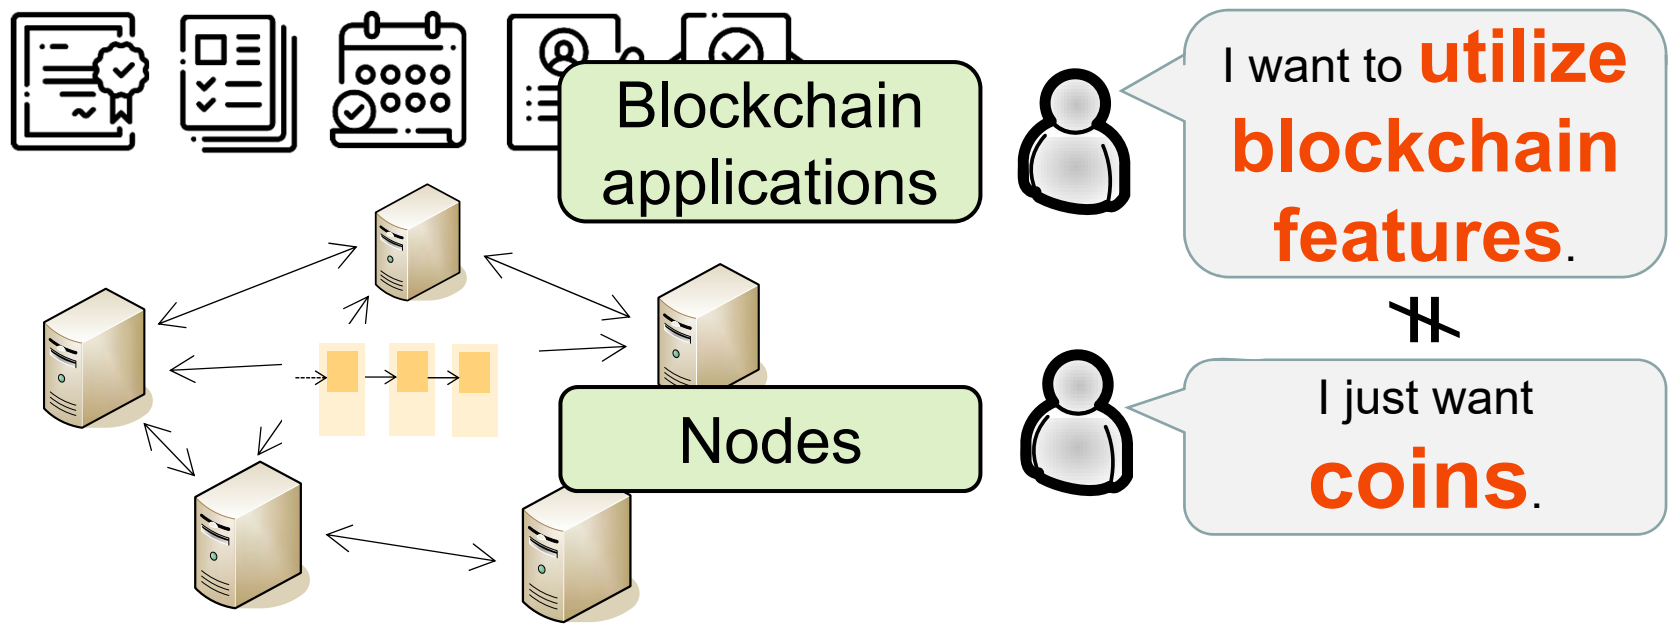 Blockchain
applications
I want to utilize
blockchain
features.
≠
Nodes
I just want
coins.